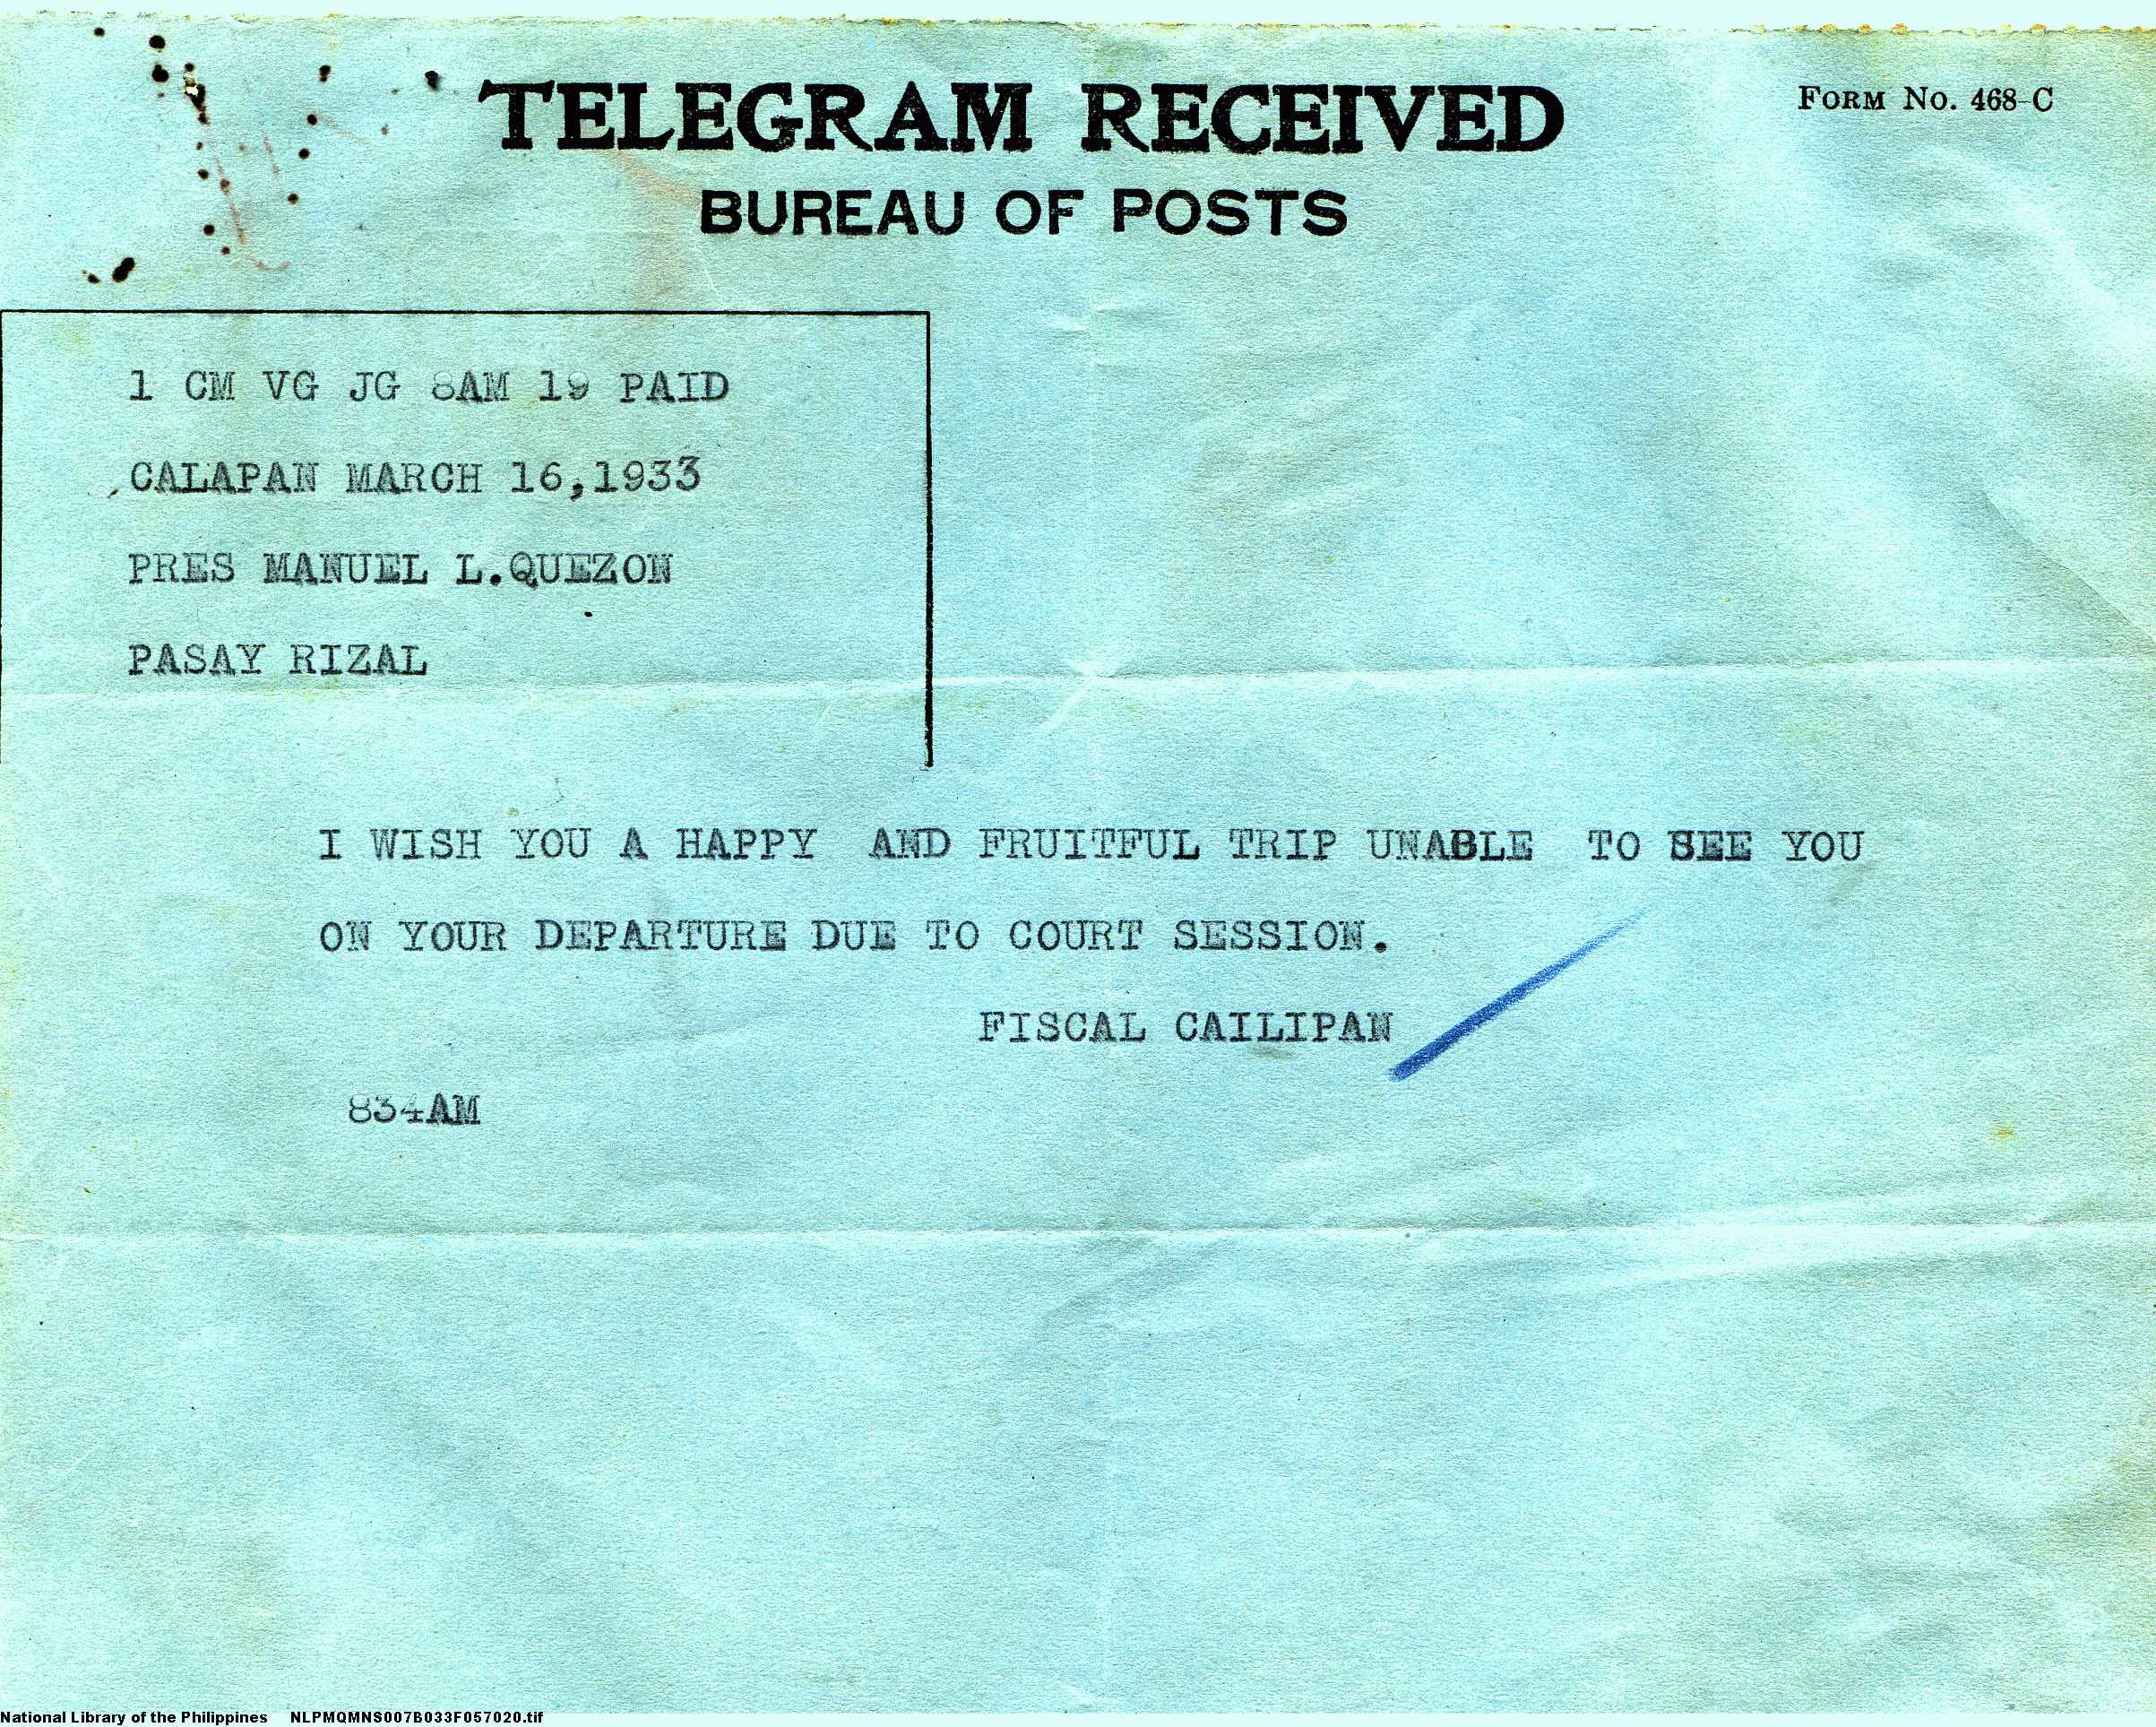 TELEGRAM RECEIVED
FORM NO. 468-C
BUREAU OF POSTS
1 CM VG JG 8AM 19 PAID
CALAPAN MARCH 16,1933
PRES MANUEL L.QUEZON
PASAY RIZAL
I WISH YOU A HAPPY AND FRUITFUL TRIP UNABLE TO SEE YOU
ON YOUR DEPARTURE DUE TO COURT SESSION.
FISCAL CAILIPAN
834AM
National Library of the Philippines NLPMQMNS007B033F057020.tif